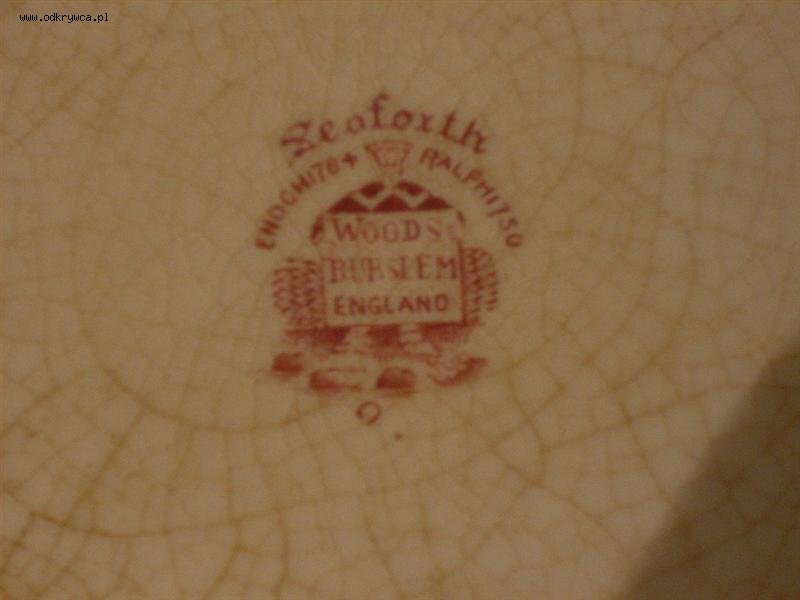 www.odkrywca.pl
Seaforth
ENOCH 1784 RALPH 1750
WOODS
BURSLEM
ENGLAND